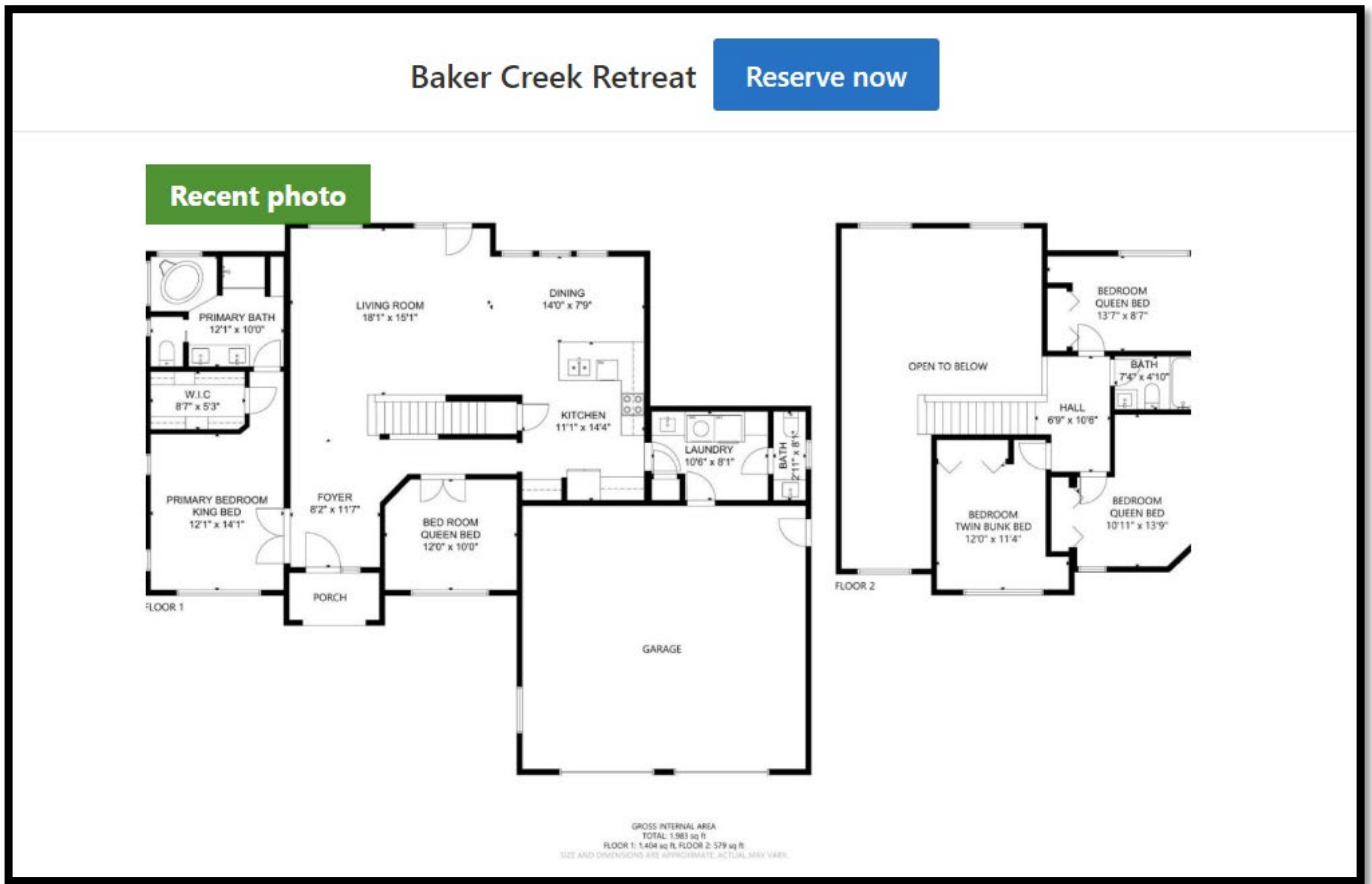 Baker Creek Retreat
Reserve now
Recent photo
PRIMARY BATH
12'1" x 10'0"
W.I.C
8'7" x 5'3"
PRIMARY BEDROOM
KING BED
12'1" x 14'1"
FLOOR 1
LIVING ROOM
18'1" x 15'1"
DINING
14'0" x 7'9"
KITCHEN
11'1" x 14'4"
FOYER
8'2" x 11'7"
BED ROOM
QUEEN BED
12'0" x 10'0"
PORCH
LAUNDRY
10'6" x 8'1"
BATH
2'11" x 8'1"
GARAGE
OPEN TO BELOW
BEDROOM
QUEEN BED
13'7" x 8'7"
BATH
7'4" x 4'10"
HALL
6'9" x 10'6"
BEDROOM
TWIN BUNK BED
12'0" x 11'4"
BEDROOM
QUEEN BED
10'11" x 13'9"
FLOOR 2
GROSS INTERNAL AREA
TOTAL: 1,983 sq ft
FLOOR 1: 1,404 sq ft, FLOOR 2: 579 sq ft
SIZE AND DIMENSIONS ARE APPROXIMATE, ACTUAL MAY VARY.